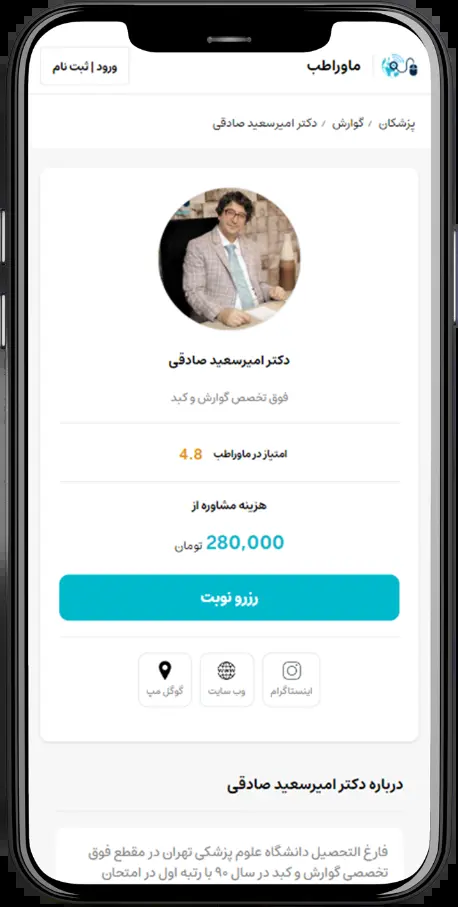 ماوراطب
ورود | ثبت نام
پزشکان / گوارش / دکتر امیرسعید صادقی
دکتر امیرسعید صادقی
فوق تخصص گوارش و کبد
امتیاز در ماوراطب 4.8
هزینه مشاوره از
280,000 تومان
رزرو نوبت
اینستاگرام
وب سایت
گوگل مپ
درباره دکتر امیرسعید صادقی
فارغ التحصیل دانشگاه علوم پزشکی تهران در مقطع فوق
تخصصی گوارش و کبد در سال ۹۰ با رتبه اول در امتحان